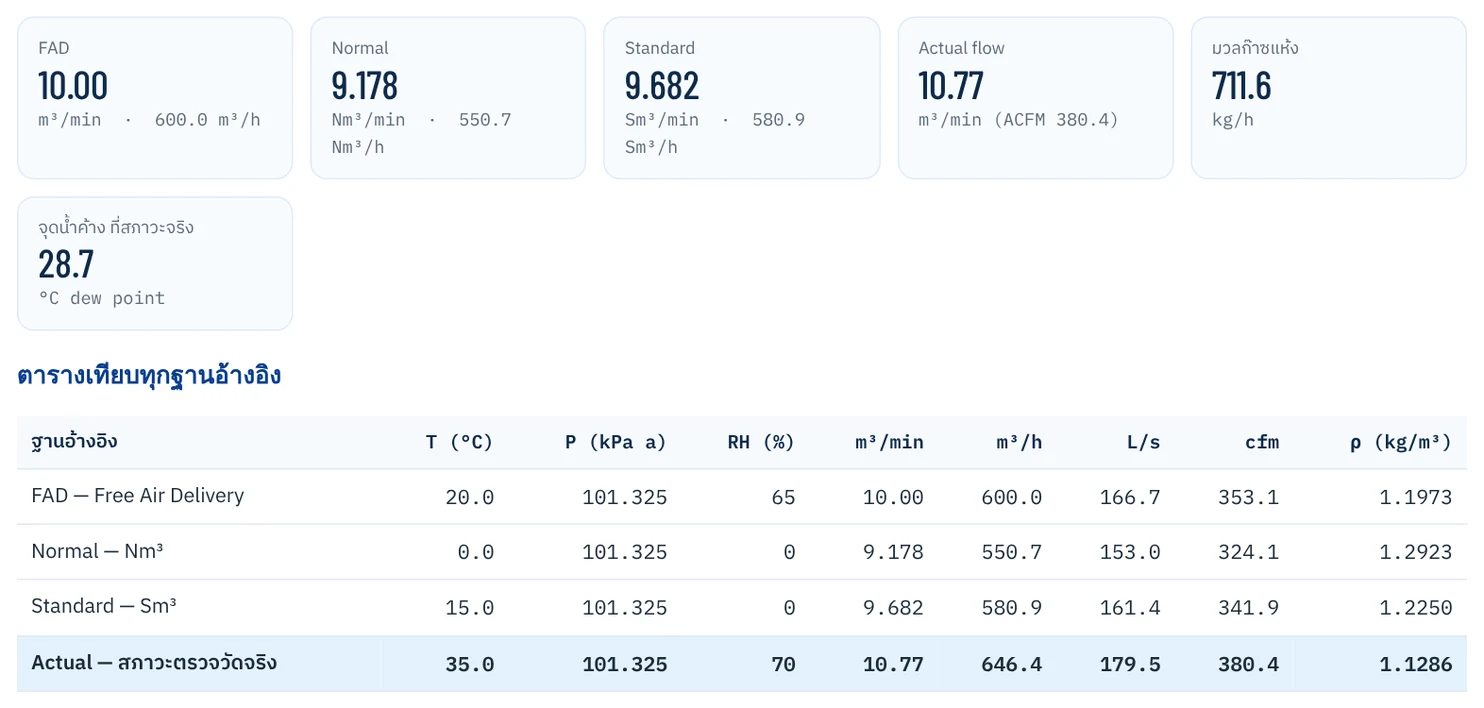 FAD
10.00
m³/min · 600.0 m³/h
Normal
9.178
Nm³/min · 550.7
Nm³/h
Standard
9.682
Sm³/min · 580.9
Sm³/h
Actual flow
10.77
m³/min (ACFM 380.4)
มวลก๊าซแห้ง
711.6
kg/h
จุดน้ำค้าง ที่สภาวะจริง
28.7
°C dew point
ตารางเทียบทุกฐานอ้างอิง
ฐานอ้างอิง T (°C) P (kPa a) RH (%) m³/min m³/h L/s cfm ρ (kg/m³)
FAD — Free Air Delivery 20.0 101.325 65 10.00 600.0 166.7 353.1 1.1973
Normal — Nm³ 0.0 101.325 0 9.178 550.7 153.0 324.1 1.2923
Standard — Sm³ 15.0 101.325 0 9.682 580.9 161.4 341.9 1.2250
Actual — สภาวะตรวจวัดจริง 35.0 101.325 70 10.77 646.4 179.5 380.4 1.1286